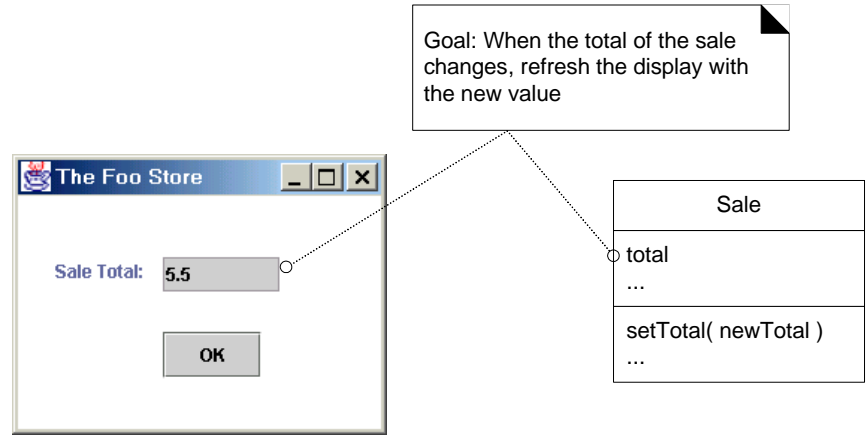 Goal: When the total of the sale
changes, refresh the display with
the new value
The Foo Store
Sale Total: 5.5
OK
Sale
total
...
setTotal( newTotal )
...